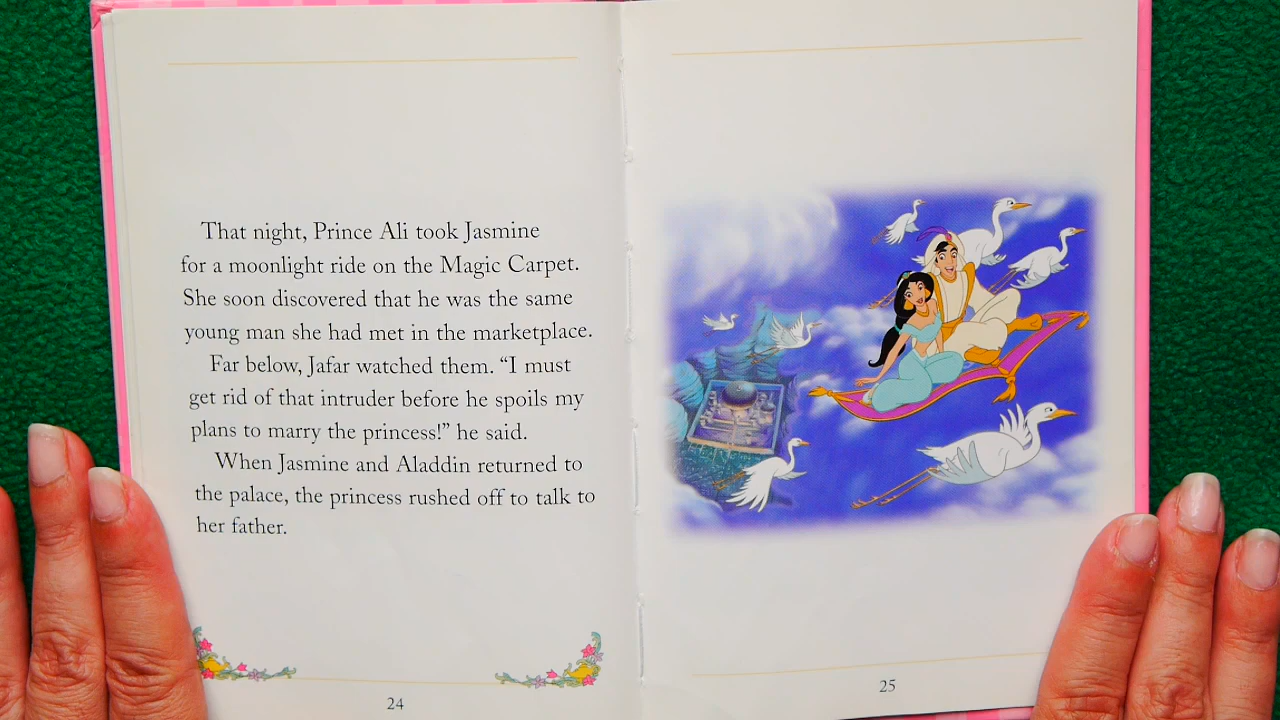 That night, Prince Ali took Jasmine
for a moonlight ride on the Magic Carpet.
She soon discovered that he was the same
young man she had met in the marketplace.
Far below, Jafar watched them. “I must
get rid of that intruder before he spoils my
plans to marry the princess!” he said.
When Jasmine and Aladdin returned to
the palace, the princess rushed off to talk to
her father.
24
25